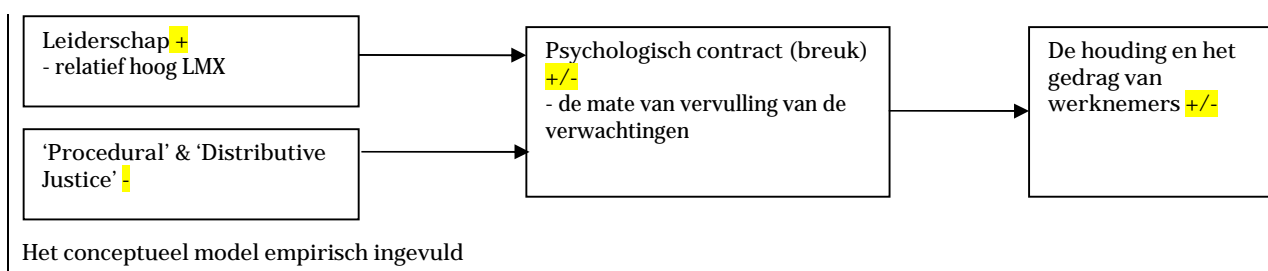 Leiderschap +
- relatief hoog LMX
'Procedural' & 'Distributive
Justice' -
Psychologisch contract (breuk)
+/-
- de mate van vervulling van de
verwachtingen
De houding en het
gedrag van
werknemers +/-
Het conceptueel model empirisch ingevuld